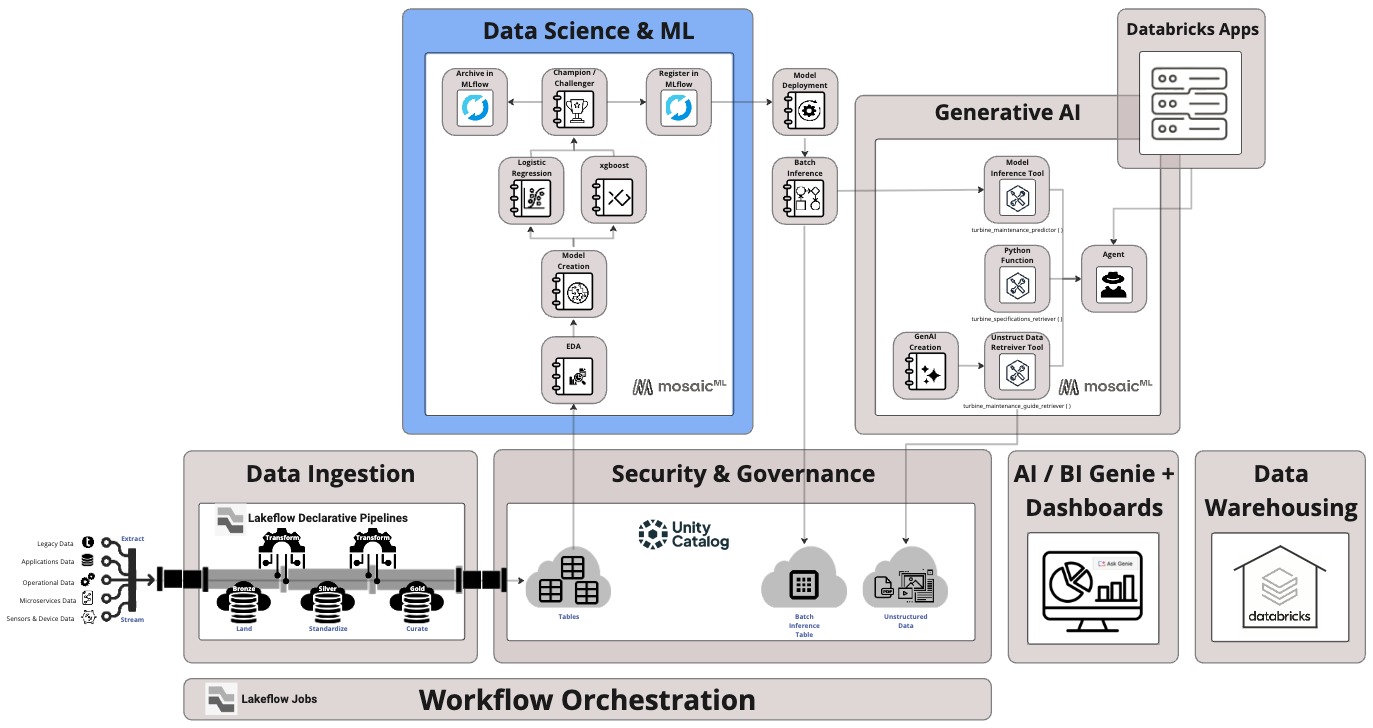 Data Science & ML
Archive in
MLflow
Champion /
Challenger
Register in
MLflow
Logistic
Regression
xgboost
Model
Creation
EDA
mosaic ML
Model
Deployment
Batch
Inference
Generative AI
Databricks Apps
Model
Inference Tool
turbine_maintenance_predictor ( )
Python
Function
turbine_specifications_retriever ( )
Agent
GenAI
Creation
Unstruct Data
Retreiver Tool
turbine_maintenance_guide_retriever ( )
mosaic ML
Legacy Data
Applications Data
Operational Data
Microservices Data
Sensors & Device Data
Extract
Stream
Data Ingestion
Lakeflow Declarative Pipelines
Transform
Transform
Bronze
Silver
Gold
Land
Standardize
Curate
Security & Governance
Unity
Catalog
Tables
Batch
Inference
Table
PDF
Unstructured
Data
AI / BI Genie +
Dashboards
Ask Genie
Data
Warehousing
databricks
Lakeflow Jobs
Workflow Orchestration